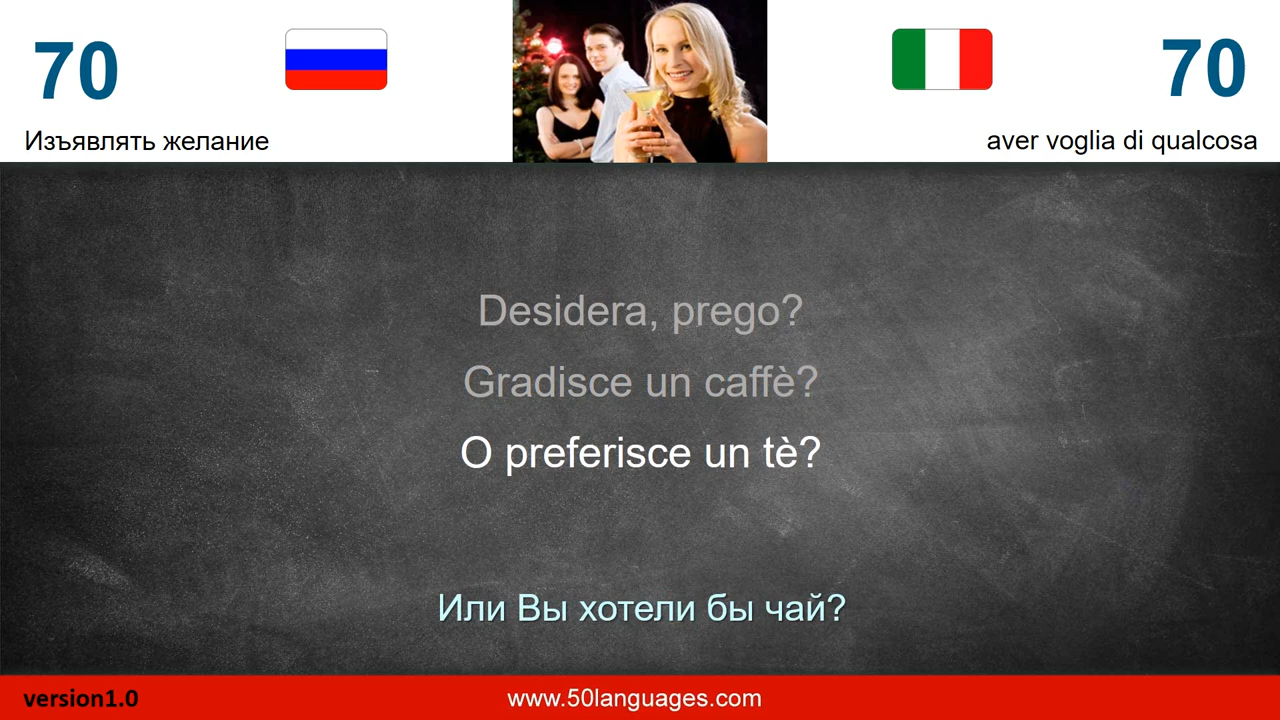 70
70
Изъявлять желание
aver voglia di qualcosa
Desidera, prego?
Gradisce un caffè?
O preferisce un tè?
Или Вы хотели бы чай?
version1.0
www.50languages.com